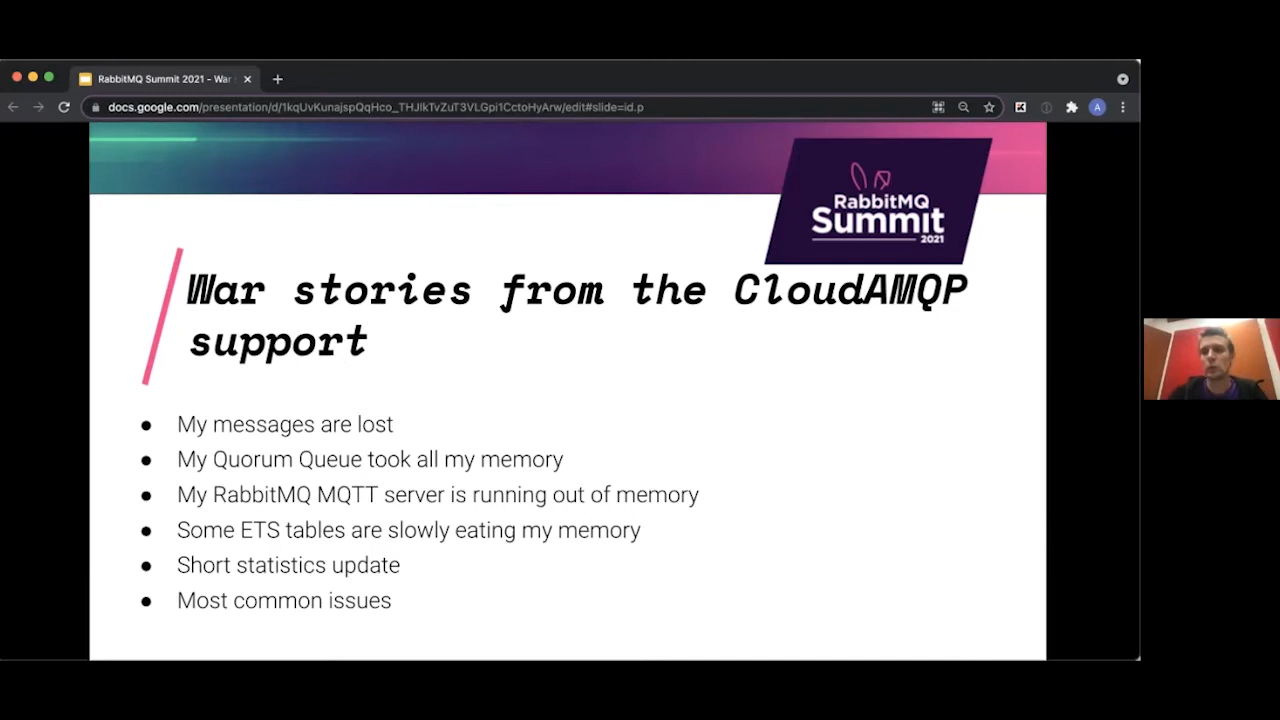 RabbitMQ Summit 2021 - War
docs.google.com/presentation/d/1kqUvKunajspQqHco_THJlkTvZuT3VLGpi1CctoHyArw/edit#slide=id.p
A
RabbitMQ
Summit
2021
War stories from the CloudAMQP
support
● My messages are lost
● My Quorum Queue took all my memory
● My RabbitMQ MQTT server is running out of memory
● Some ETS tables are slowly eating my memory
● Short statistics update
● Most common issues